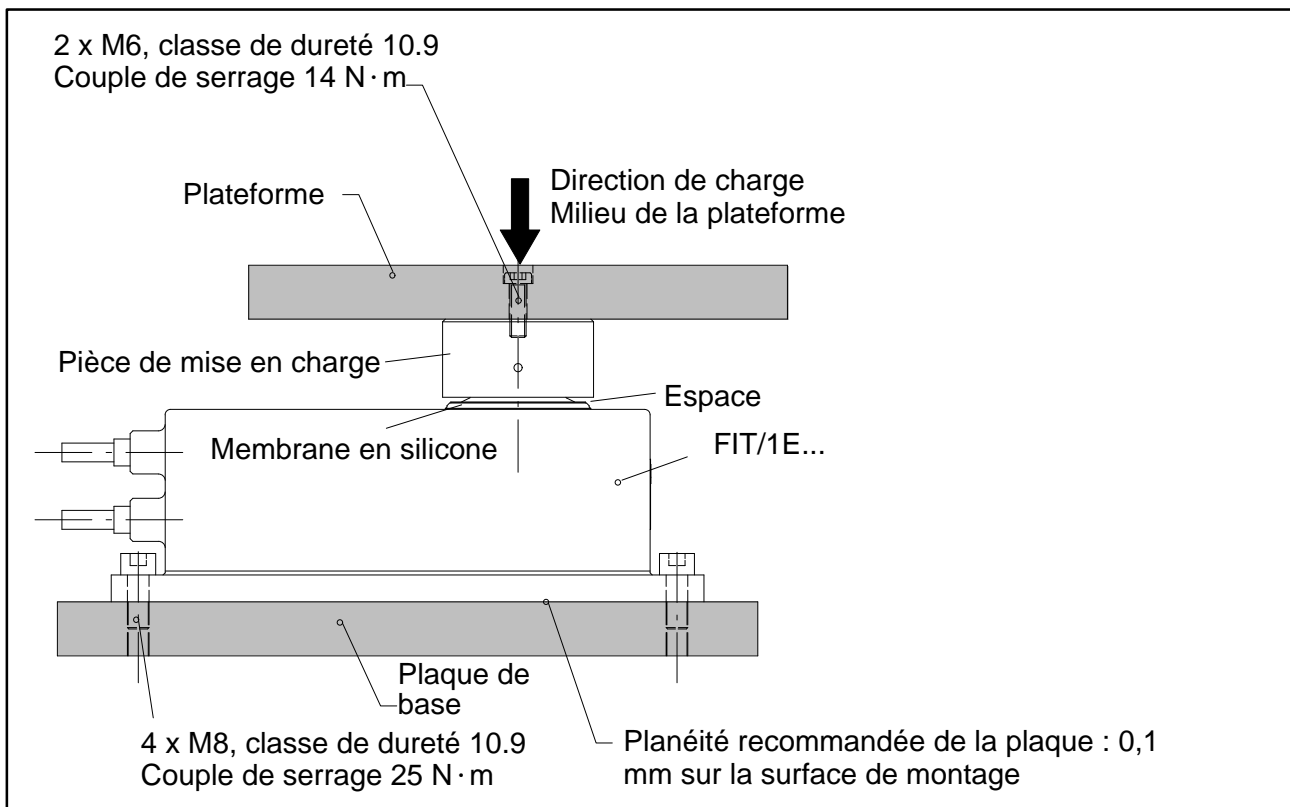 2 x M6, classe de dureté 10.9
Couple de serrage 14 N·m
Plateforme
Direction de charge
Milieu de la plateforme
Pièce de mise en charge
Espace
Membrane en silicone
FIT/1E...
Plaque de
base
4 x M8, classe de dureté 10.9
Couple de serrage 25 N·m
Planéité recommandée de la plaque : 0,1
mm sur la surface de montage